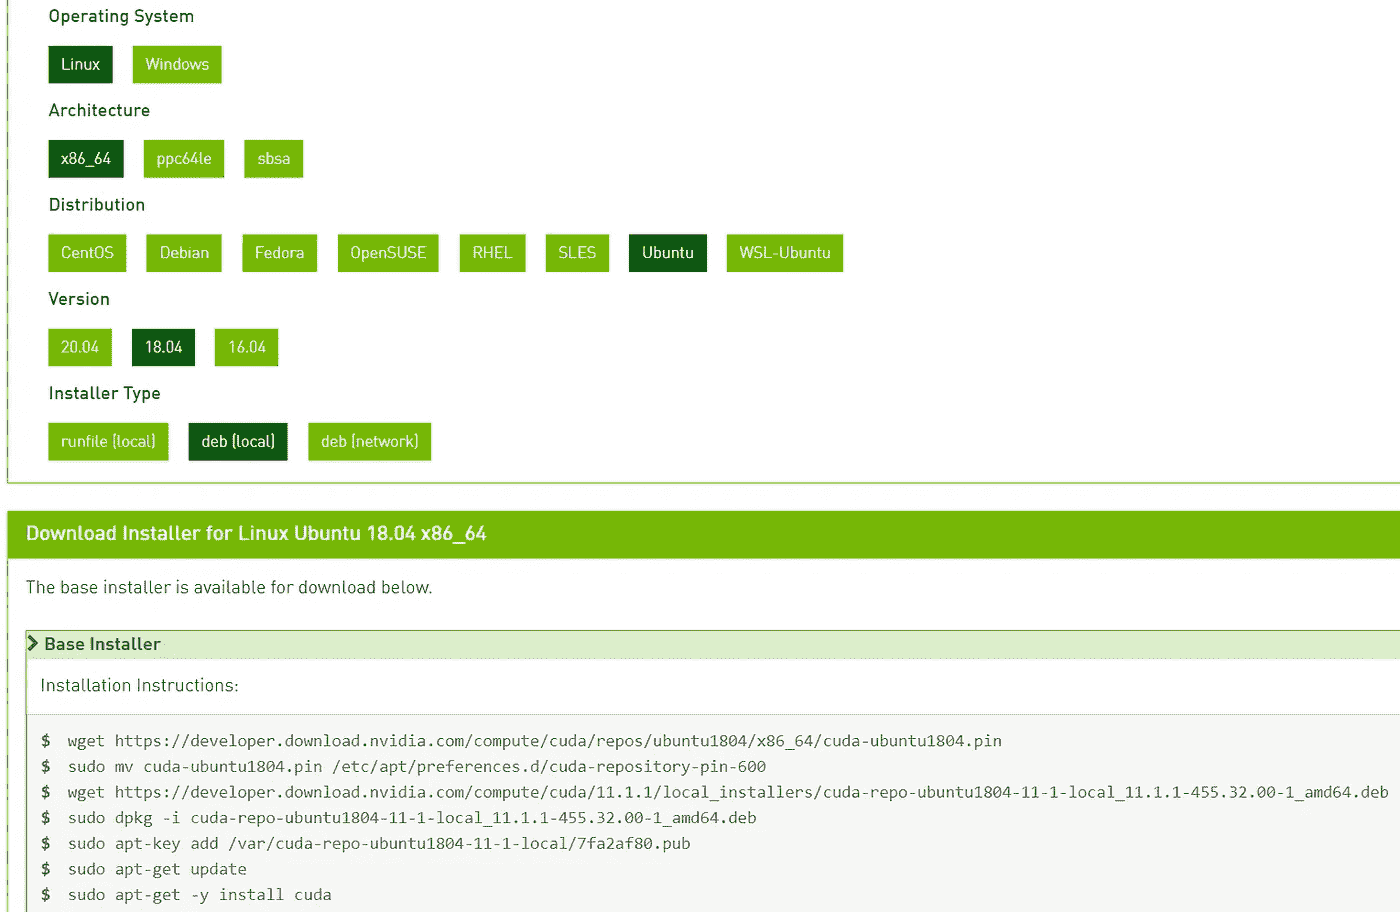 Operating System
Linux Windows
Architecture
x86_64 ppc64le sbsa
Distribution
CentOS Debian Fedora OpenSUSE RHEL SLES Ubuntu WSL-Ubuntu
Version
20.04 18.04 16.04
Installer Type
runfile (local) deb (local) deb (network)
Download Installer for Linux Ubuntu 18.04 x86_64
The base installer is available for download below.
Base Installer
Installation Instructions:
$ wget https://developer.download.nvidia.com/compute/cuda/repos/ubuntu1804/x86_64/cuda-ubuntu1804.pin
$ sudo mv cuda-ubuntu1804.pin /etc/apt/preferences.d/cuda-repository-pin-600
$ wget https://developer.download.nvidia.com/compute/cuda/11.1.1/local_installers/cuda-repo-ubuntu1804-11-1-local_11.1.1-455.32.00-1_amd64.deb
$ sudo dpkg -i cuda-repo-ubuntu1804-11-1-local_11.1.1-455.32.00-1_amd64.deb
$ sudo apt-key add /var/cuda-repo-ubuntu1804-11-1-local/7fa2af80.pub
$ sudo apt-get update
$ sudo apt-get -y install cuda